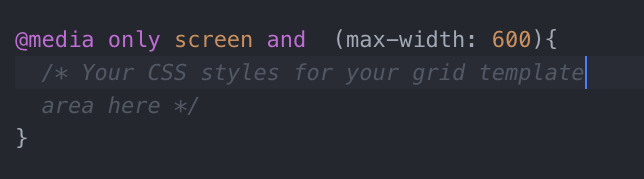 @media only screen and  (max-width: 600){
/* Your CSS styles for your grid template
area here */
}